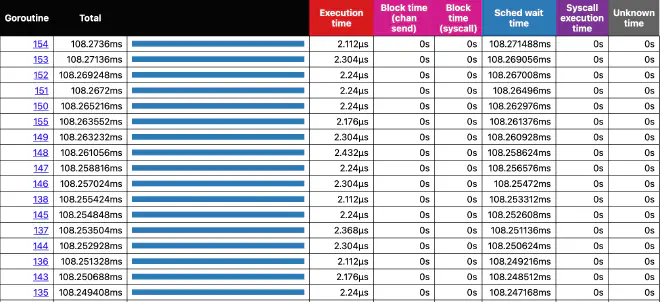 Goroutine Total Execution time Block time (chan send) Block time (syscall) Sched wait time Syscall execution time Unknown time
154 108.2736ms 2.112µs 0s 0s 108.271488ms 0s 0s
153 108.27136ms 2.304µs 0s 0s 108.269056ms 0s 0s
152 108.269248ms 2.24µs 0s 0s 108.267008ms 0s 0s
151 108.2672ms 2.24µs 0s 0s 108.26496ms 0s 0s
150 108.265216ms 2.24µs 0s 0s 108.262976ms 0s 0s
155 108.263552ms 2.176µs 0s 0s 108.261376ms 0s 0s
149 108.263232ms 2.304µs 0s 0s 108.260928ms 0s 0s
148 108.261056ms 2.432µs 0s 0s 108.258624ms 0s 0s
147 108.258816ms 2.24µs 0s 0s 108.256576ms 0s 0s
146 108.257024ms 2.304µs 0s 0s 108.25472ms 0s 0s
138 108.255424ms 2.112µs 0s 0s 108.253312ms 0s 0s
145 108.254848ms 2.24µs 0s 0s 108.252608ms 0s 0s
137 108.253504ms 2.368µs 0s 0s 108.251136ms 0s 0s
144 108.252928ms 2.304µs 0s 0s 108.250624ms 0s 0s
136 108.251328ms 2.112µs 0s 0s 108.249216ms 0s 0s
143 108.250688ms 2.176µs 0s 0s 108.248512ms 0s 0s
135 108.249408ms 2.24µs 0s 0s 108.247168ms 0s 0s